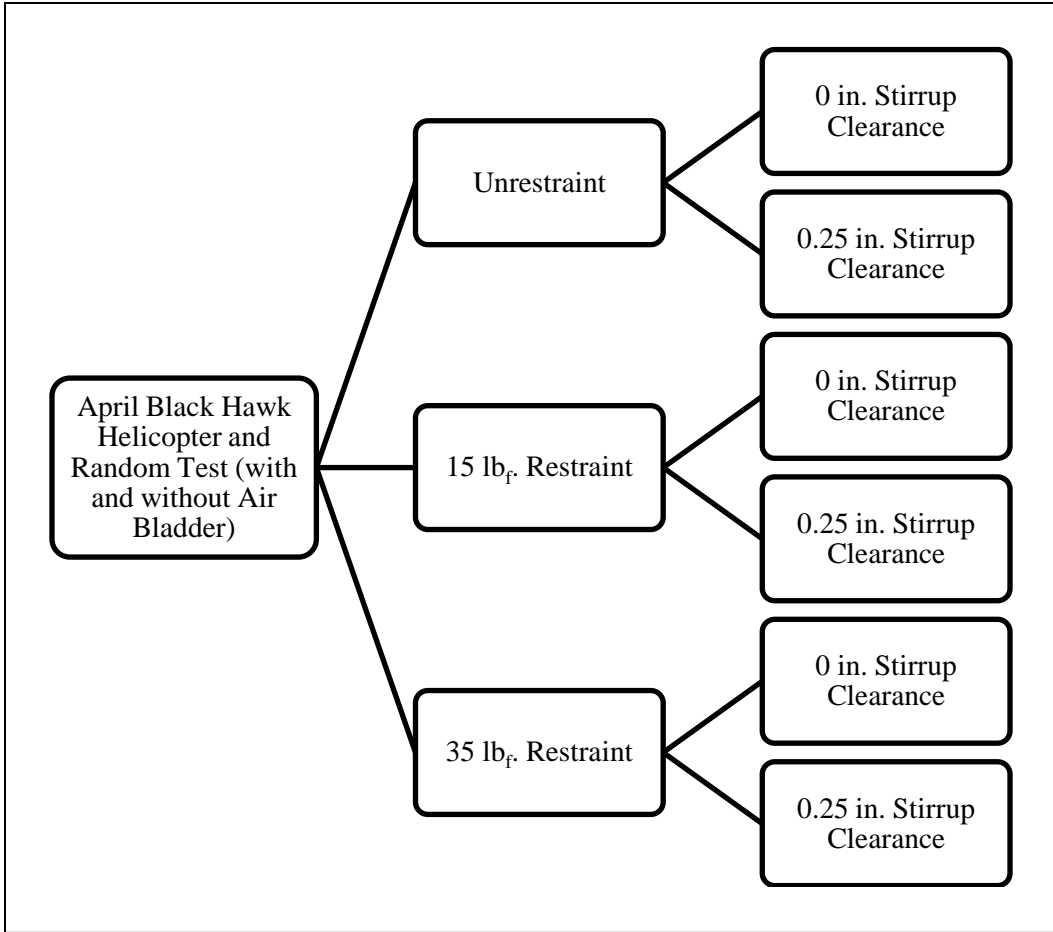 April Black Hawk
Helicopter and
Random Test (with
and without Air
Bladder)
Unrestraint
0 in. Stirrup
Clearance
0.25 in. Stirrup
Clearance
15 lbf. Restraint
0 in. Stirrup
Clearance
0.25 in. Stirrup
Clearance
35 lbf. Restraint
0 in. Stirrup
Clearance
0.25 in. Stirrup
Clearance